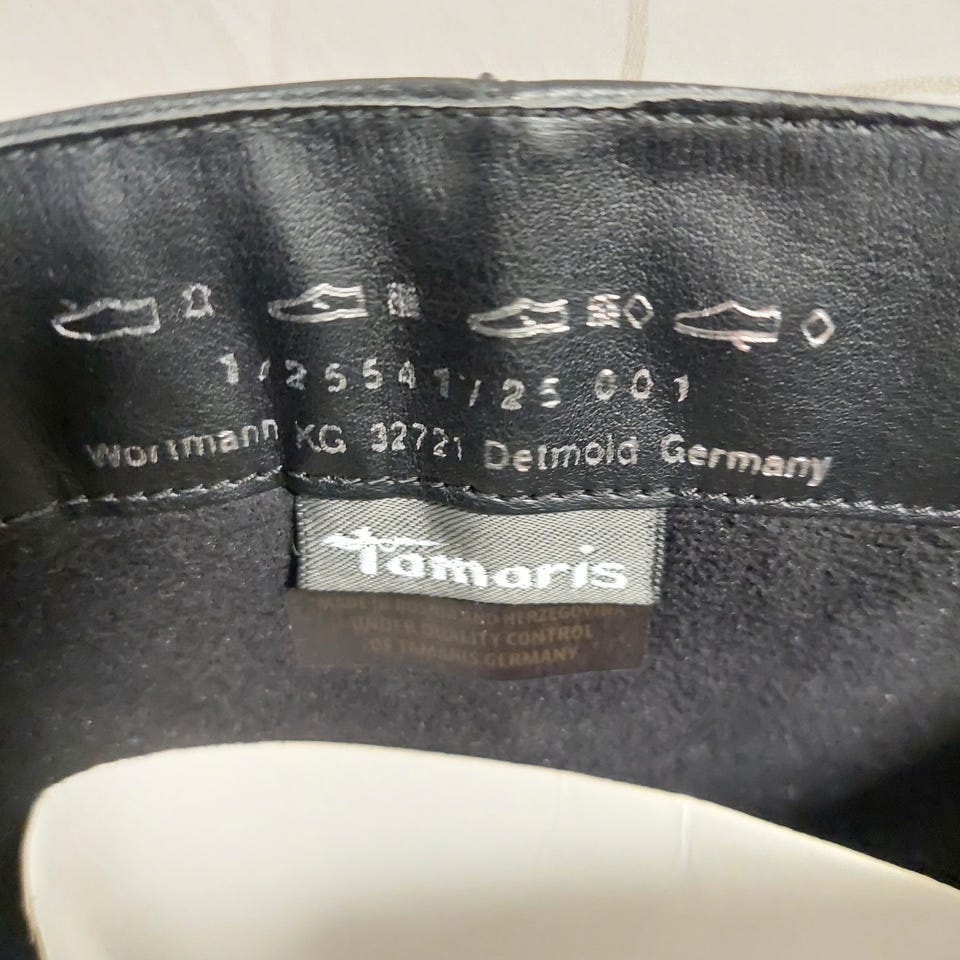 1/25541/25 001
Wortmann KG 32721 Detmold Germany
Tamaris
MADE IN BOSNIA AND HERZEGOVINA
UNDER QUALITY CONTROL
OF TAMARIS GERMANY